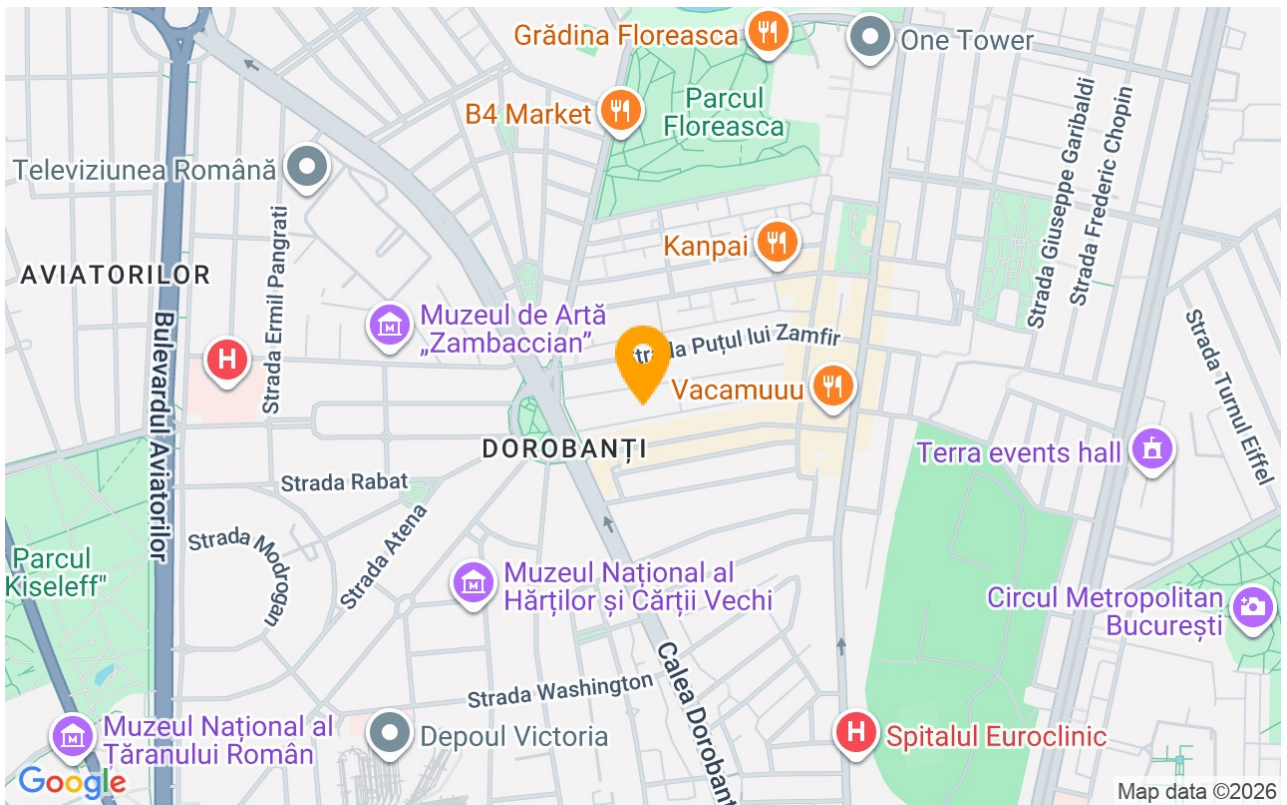 Grădina Floreasca
One Tower
B4 Market
Parcul
Floreasca
Televiziunea Română
Strada Giuseppe Garibaldi
Strada Frederic Chopin
Kanpai
AVIATORILOR
Strada Ermil Pangrati
Bulevardul Aviatorilor
Muzeul de Artă
„Zambaccian”
Strada Puțul lui Zamfir
Strada Turnul Eiffel
Vacamuuu
DOROBANȚI
Terra events hall
Strada Rabat
Strada Modrogan
Strada Atena
Parcul
Kiseleff"
Muzeul Național al
Hărților și Cărții Vechi
Circul Metropolitan
București
Strada Washington
Calea Dorobanț
Muzeul Național al
Țăranului Român
Depoul Victoria
Spitalul Euroclinic
Google
Map data ©2026